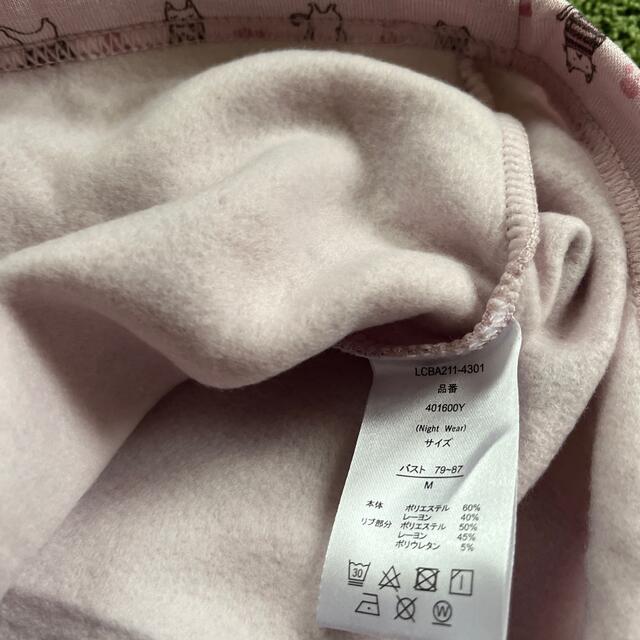 LCBA211-4301
品番
401600Y
(Night Wear)
サイズ
バスト 79~87
M
本体 ポリエステル 60%
レーヨン 40%
リブ部分 ポリエステル 50%
レーヨン 45%
ポリウレタン 5%
30
W